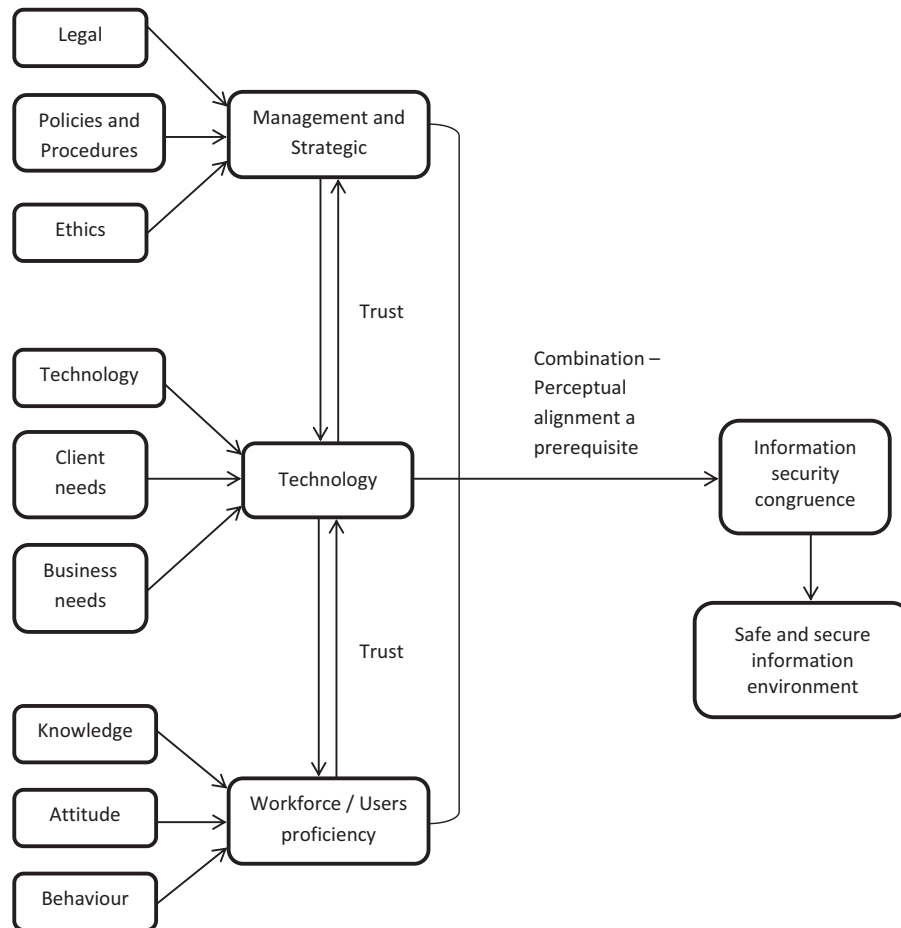 Legal
Policies and
Procedures
Ethics
Management and
Strategic
Trust
Technology
Client
needs
Business
needs
Technology
Combination –
Perceptual
alignment a
prerequisite
Information
security
congruence
Safe and secure
information
environment
Trust
Knowledge
Attitude
Behaviour
Workforce / Users
proficiency